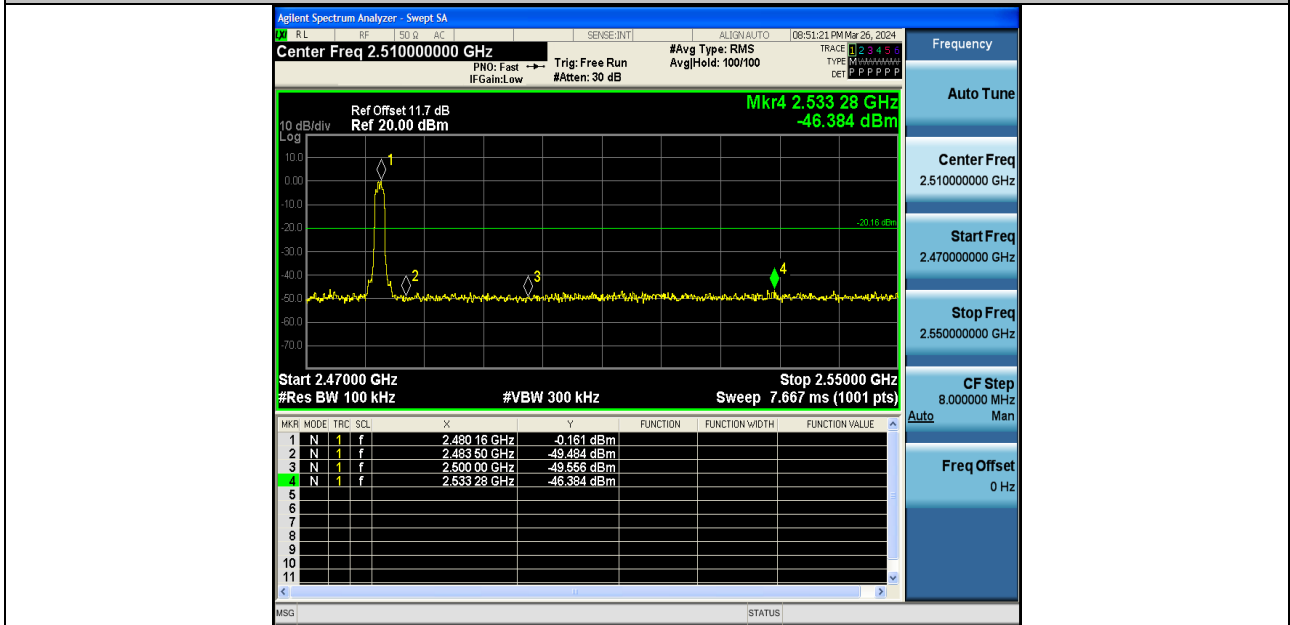 Agilent Spectrum Analyzer - Swept SA
RL RF 50 Ω AC SENSE:INT ALIGN AUTO 08:51:21 PM Mar 26, 2024
Center Freq 2.510000000 GHz
PNO: Fast
IFGain:Low
Trig: Free Run
#Atten: 30 dB
#Avg Type: RMS
Avg|Hold: 100/100
TRACE 1 2 3 4 5 6
TYPE M
DET P P P P P P
Mkr4 2.533 28 GHz
-46.384 dBm
Ref Offset 11.7 dB
10 dB/div Ref 20.00 dBm
Log
10.0
0.00
-10.0
-20.0
-30.0
-40.0
-50.0
-60.0
-70.0
1
2
3
4
-20.16 dBm
Start 2.47000 GHz Stop 2.55000 GHz
#Res BW 100 kHz #VBW 300 kHz Sweep 7.667 ms (1001 pts)
MKR MODE TRC SCL X Y FUNCTION FUNCTION WIDTH FUNCTION VALUE
1 N 1 f 2.480 16 GHz -0.161 dBm
2 N 1 f 2.483 50 GHz -49.484 dBm
3 N 1 f 2.500 00 GHz -49.556 dBm
4 N 1 f 2.533 28 GHz -46.384 dBm
5
6
7
8
9
10
11
MSG STATUS
Frequency
Auto Tune
Center Freq
2.510000000 GHz
Start Freq
2.470000000 GHz
Stop Freq
2.550000000 GHz
CF Step
8.000000 MHz
Auto Man
Freq Offset
0 Hz